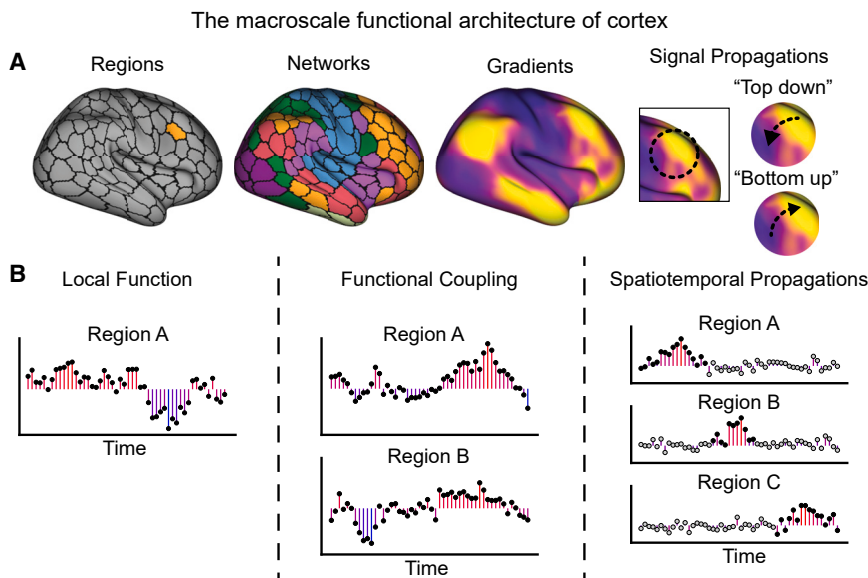 The macroscale functional architecture of cortex
A
Regions
Networks
Gradients
Signal Propagations
“Top down”
“Bottom up”
B
Local Function
Functional Coupling
Spatiotemporal Propagations
Region A
Time
Region A
Region B
Time
Region A
Region B
Region C
Time